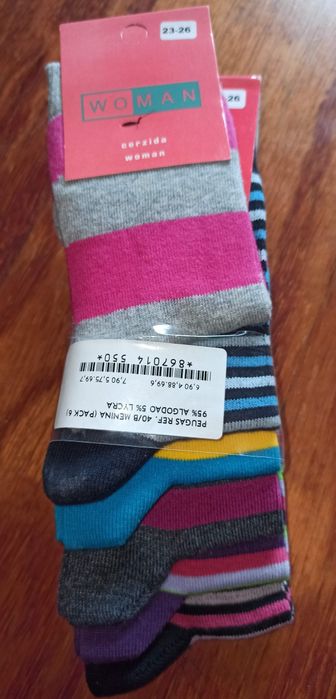 23-26
WOMAN
cerzida
woman
26
PEUGAS REF. 40/B MENINA (PACK 6)
95% ALGODAO 5% LYCRA
6,90 4,88,69,6
7,90 5,75,69,7
*867014 550*